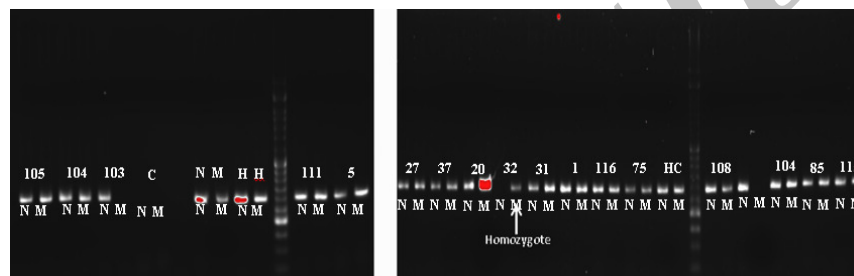 105 104 103 C N M H H 111 5
N M N M N M N M N M N M N M N M
27 37 20 32 31 1 116 75 HC 108 104 85 11
N M N M N M N M N M N M N M N M N M N M N M N M N
Homozygote